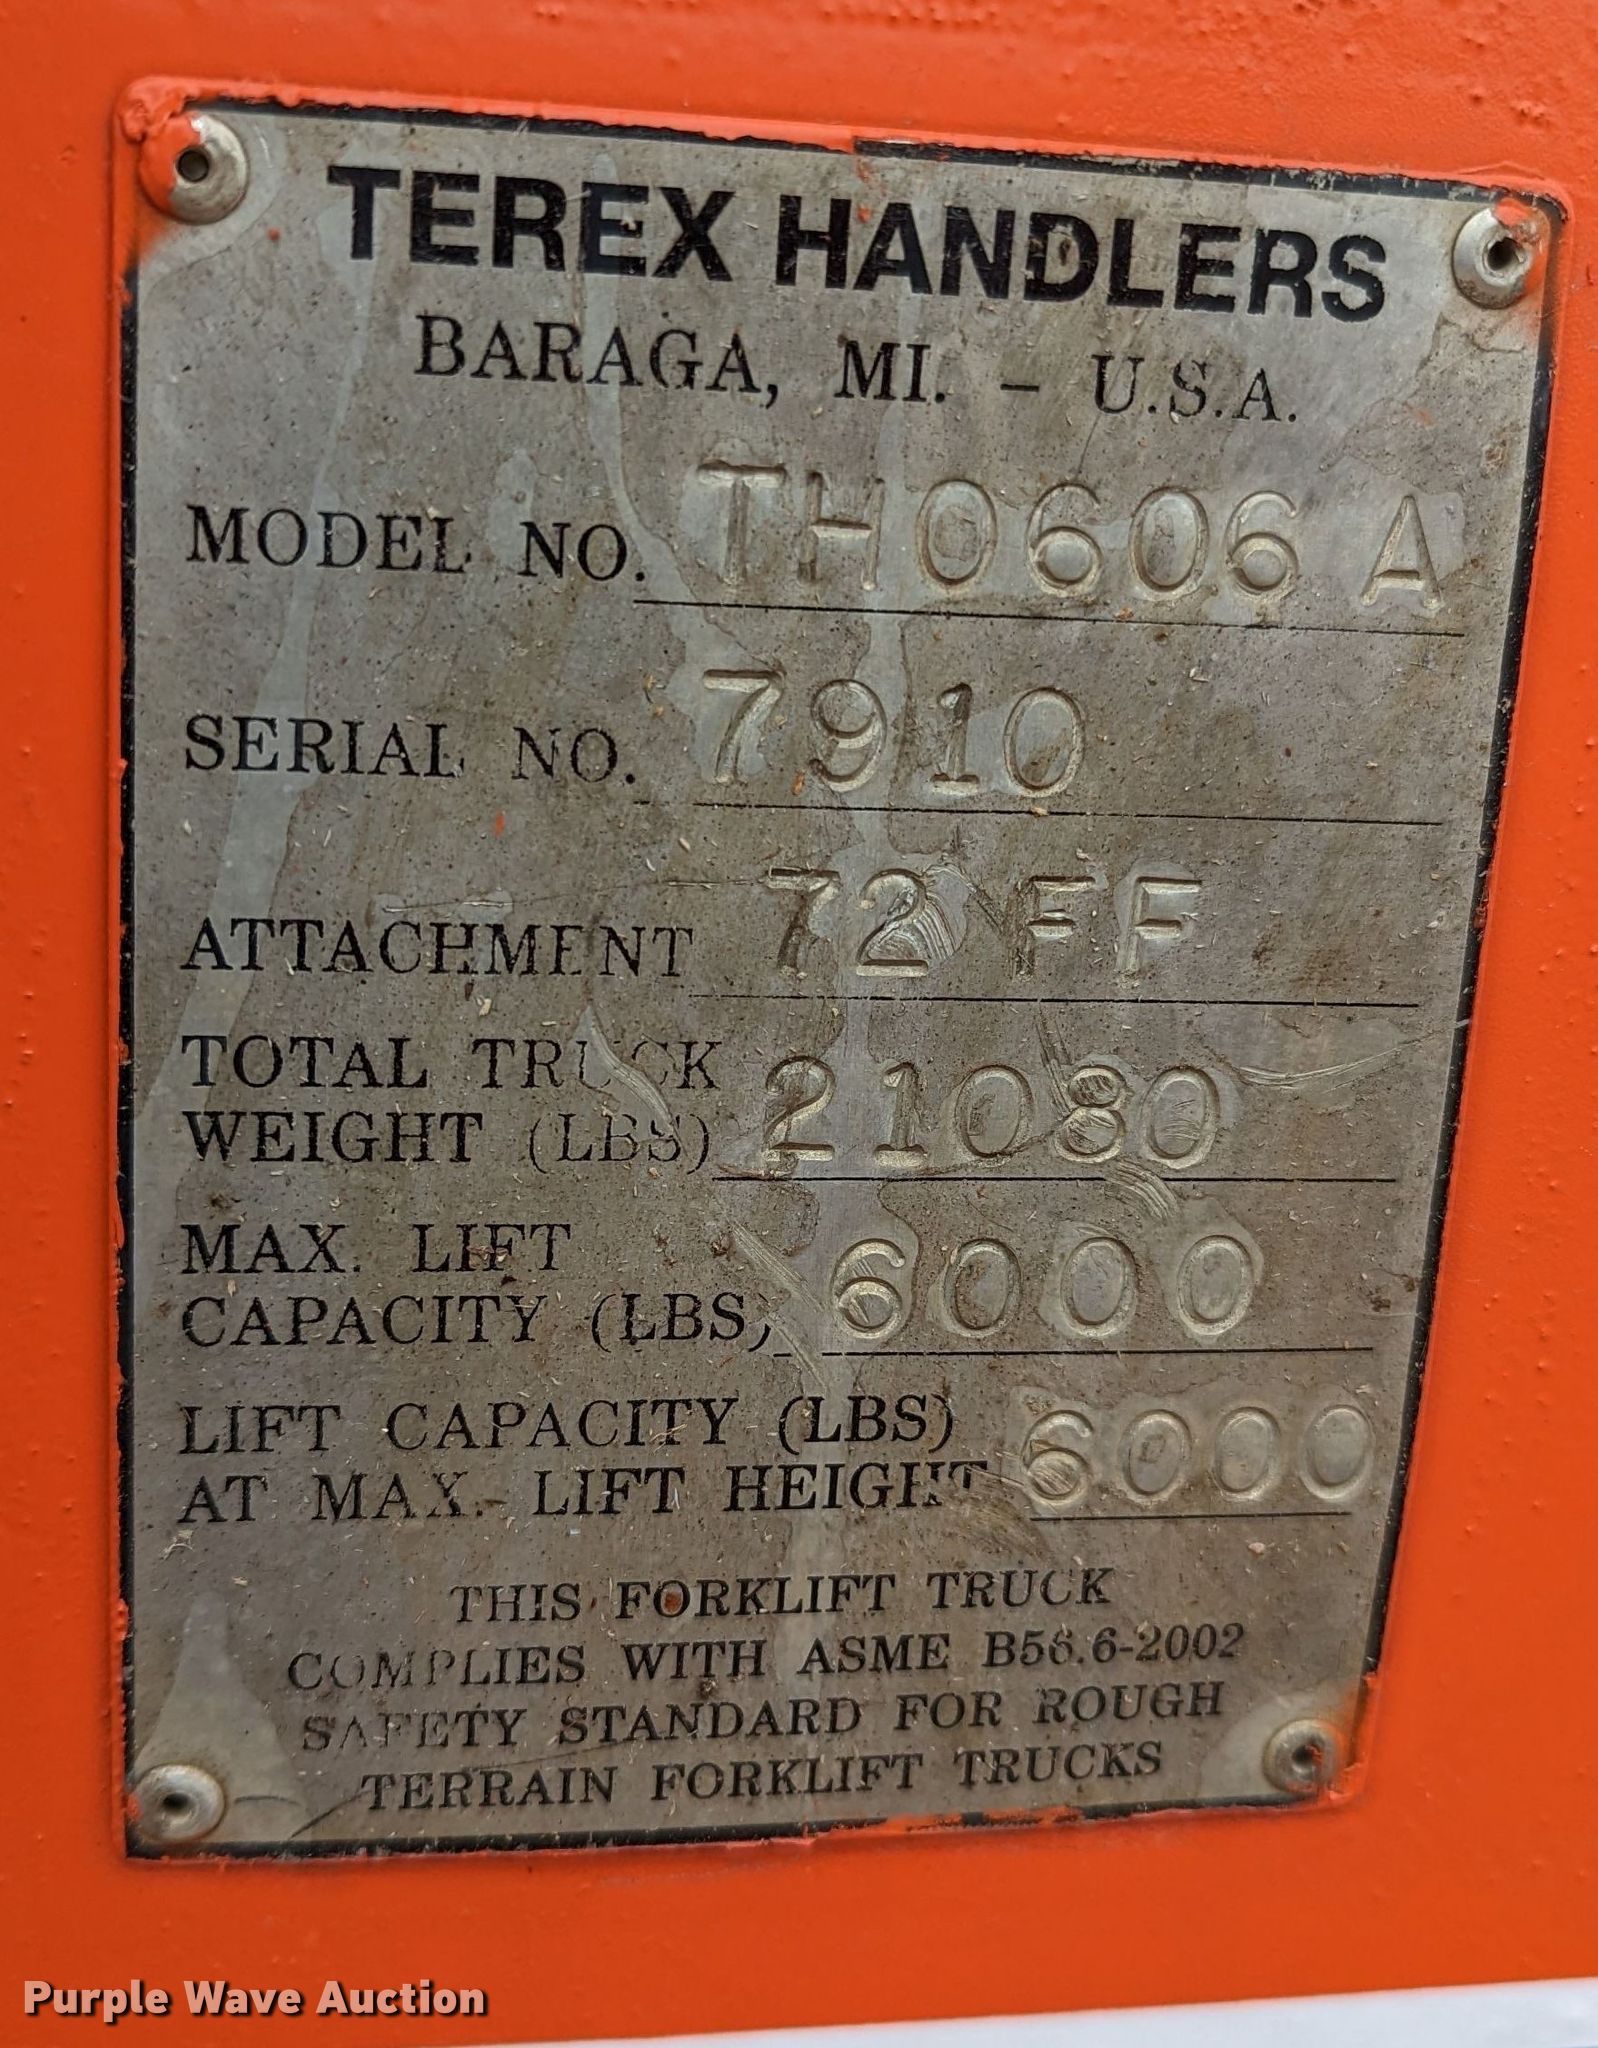 TEREX HANDLERS
BARAGA, MI. - U.S.A.
MODEL NO. TH0606 A
SERIAL NO. 7910
ATTACHMENT 72 FF
TOTAL TRUCK
WEIGHT (LBS) 21080
MAX. LIFT
CAPACITY (LBS) 6000
LIFT CAPACITY (LBS)
AT MAX. LIFT HEIGHT 6000
THIS FORKLIFT TRUCK
COMPLIES WITH ASME B56.6-2002
SAFETY STANDARD FOR ROUGH
TERRAIN FORKLIFT TRUCKS
Purple Wave Auction